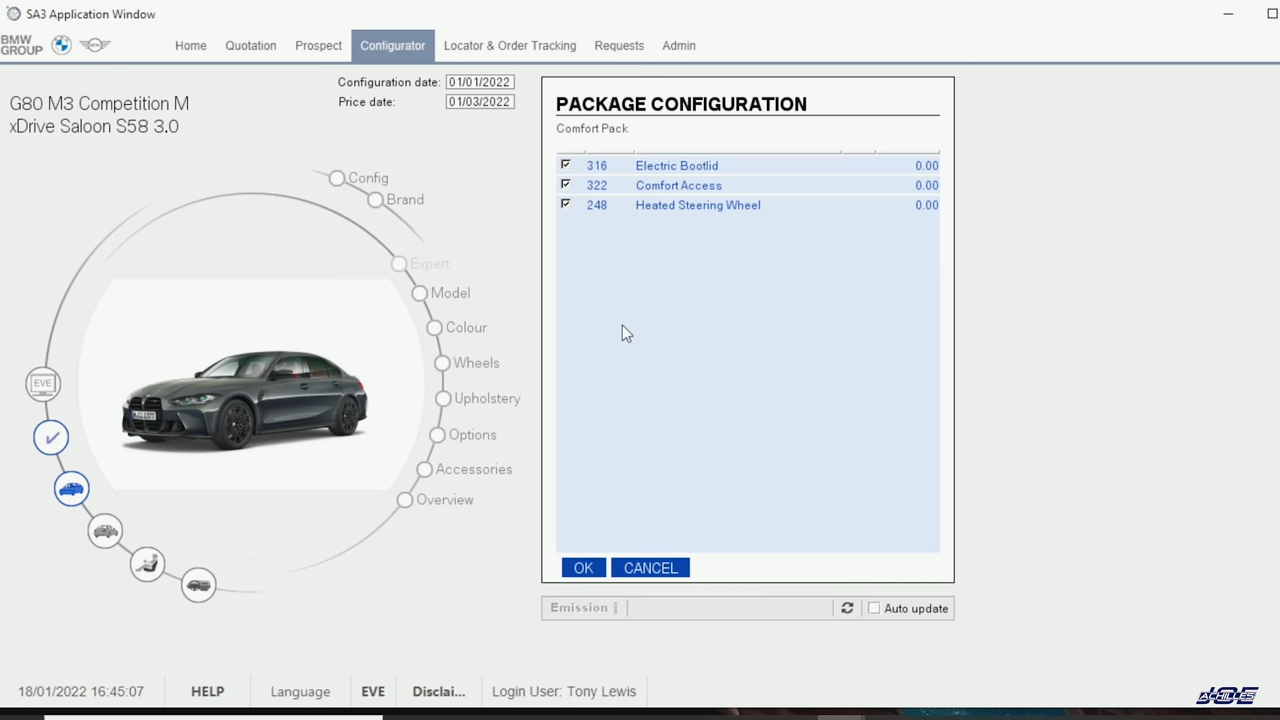 SA3 Application Window
BMW
GROUP
Home Quotation Prospect Configurator Locator & Order Tracking Requests Admin
Configuration date: 01/01/2022
Price date: 01/03/2022
G80 M3 Competition M
xDrive Saloon S58 3.0
Config
Brand
Expert
Model
Colour
Wheels
Upholstery
Options
Accessories
Overview
EVE
PACKAGE CONFIGURATION
Comfort Pack
316 Electric Bootlid 0.00
322 Comfort Access 0.00
248 Heated Steering Wheel 0.00
OK CANCEL
Emission i Auto update
18/01/2022 16:45:07 HELP Language EVE Disclai... Login User: Tony Lewis
JOE
ACHILLES